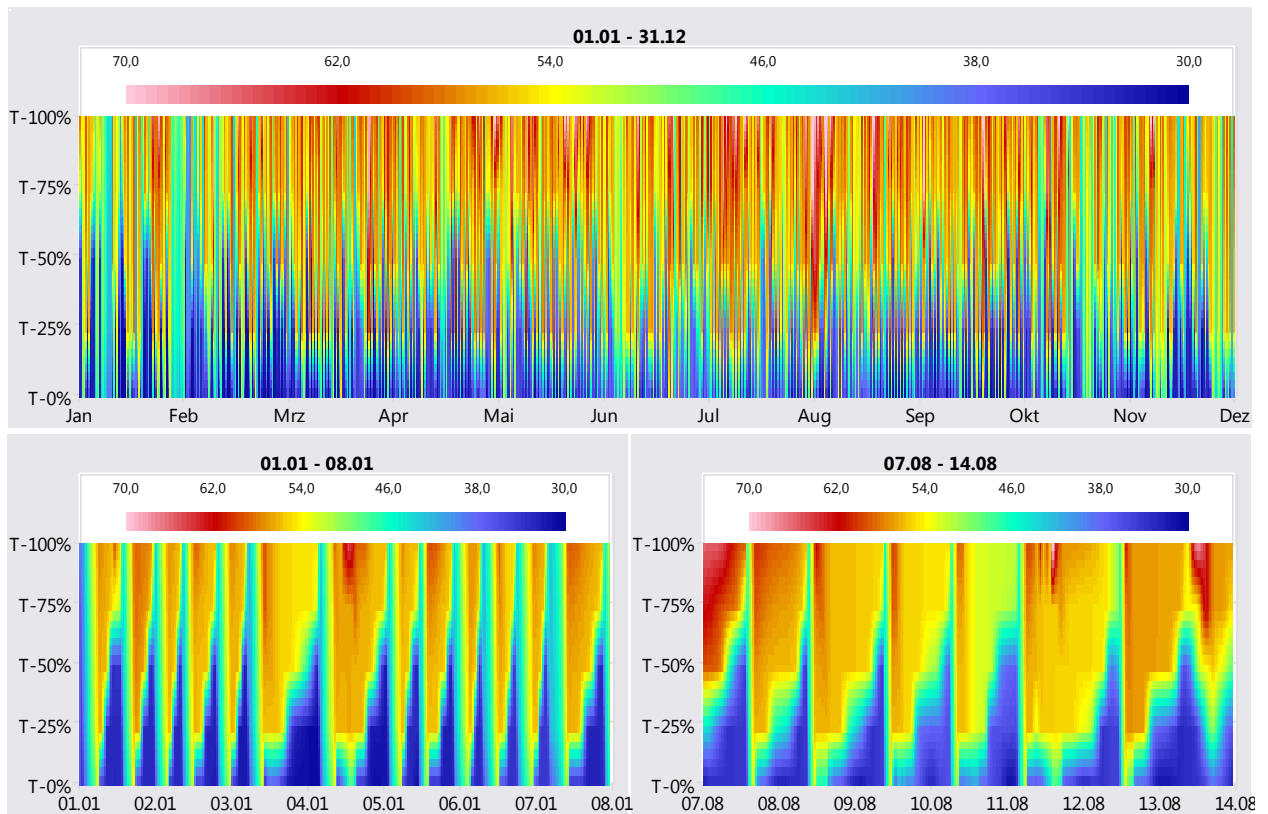 01.01 - 31.12
70,0 62,0 54,0 46,0 38,0 30,0
T-100%
T-75%
T-50%
T-25%
T-0%
Jan Feb Mrz Apr Mai Jun Jul Aug Sep Okt Nov Dez
01.01 - 08.01
70,0 62,0 54,0 46,0 38,0 30,0
T-100%
T-75%
T-50%
T-25%
T-0%
01.01 02.01 03.01 04.01 05.01 06.01 07.01 08.01
07.08 - 14.08
70,0 62,0 54,0 46,0 38,0 30,0
T-100%
T-75%
T-50%
T-25%
T-0%
07.08 08.08 09.08 10.08 11.08 12.08 13.08 14.08